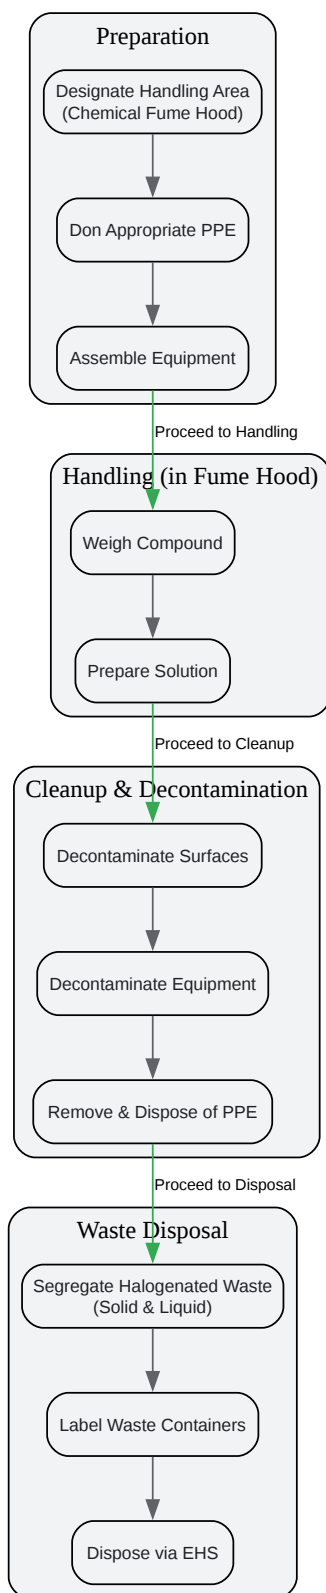 Preparation
Designate Handling Area
(Chemical Fume Hood)
Don Appropriate PPE
Assemble Equipment
Proceed to Handling
Handling (in Fume Hood)
Weigh Compound
Prepare Solution
Proceed to Cleanup
Cleanup & Decontamination
Decontaminate Surfaces
Decontaminate Equipment
Remove & Dispose of PPE
Proceed to Disposal
Waste Disposal
Segregate Halogenated Waste
(Solid & Liquid)
Label Waste Containers
Dispose via EHS